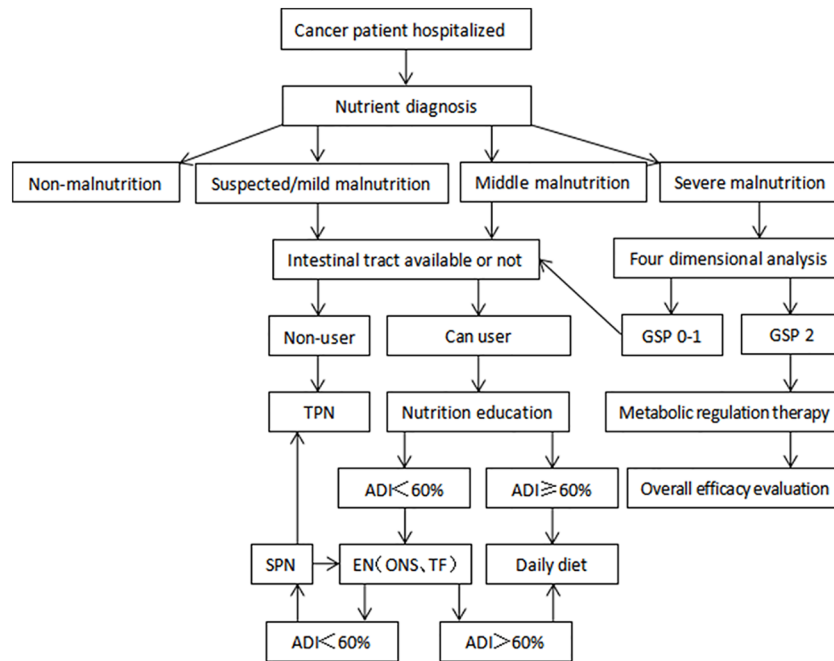 Cancer patient hospitalized
Nutrient diagnosis
Non-malnutrition
Suspected/mild malnutrition
Middle malnutrition
Severe malnutrition
Intestinal tract available or not
Four dimensional analysis
Non-user
Can user
GSP 0-1
GSP 2
TPN
Nutrition education
Metabolic regulation therapy
ADI＜60%
ADI≥60%
Overall efficacy evaluation
SPN
EN(ONS、TF)
Daily diet
ADI＜60%
ADI＞60%